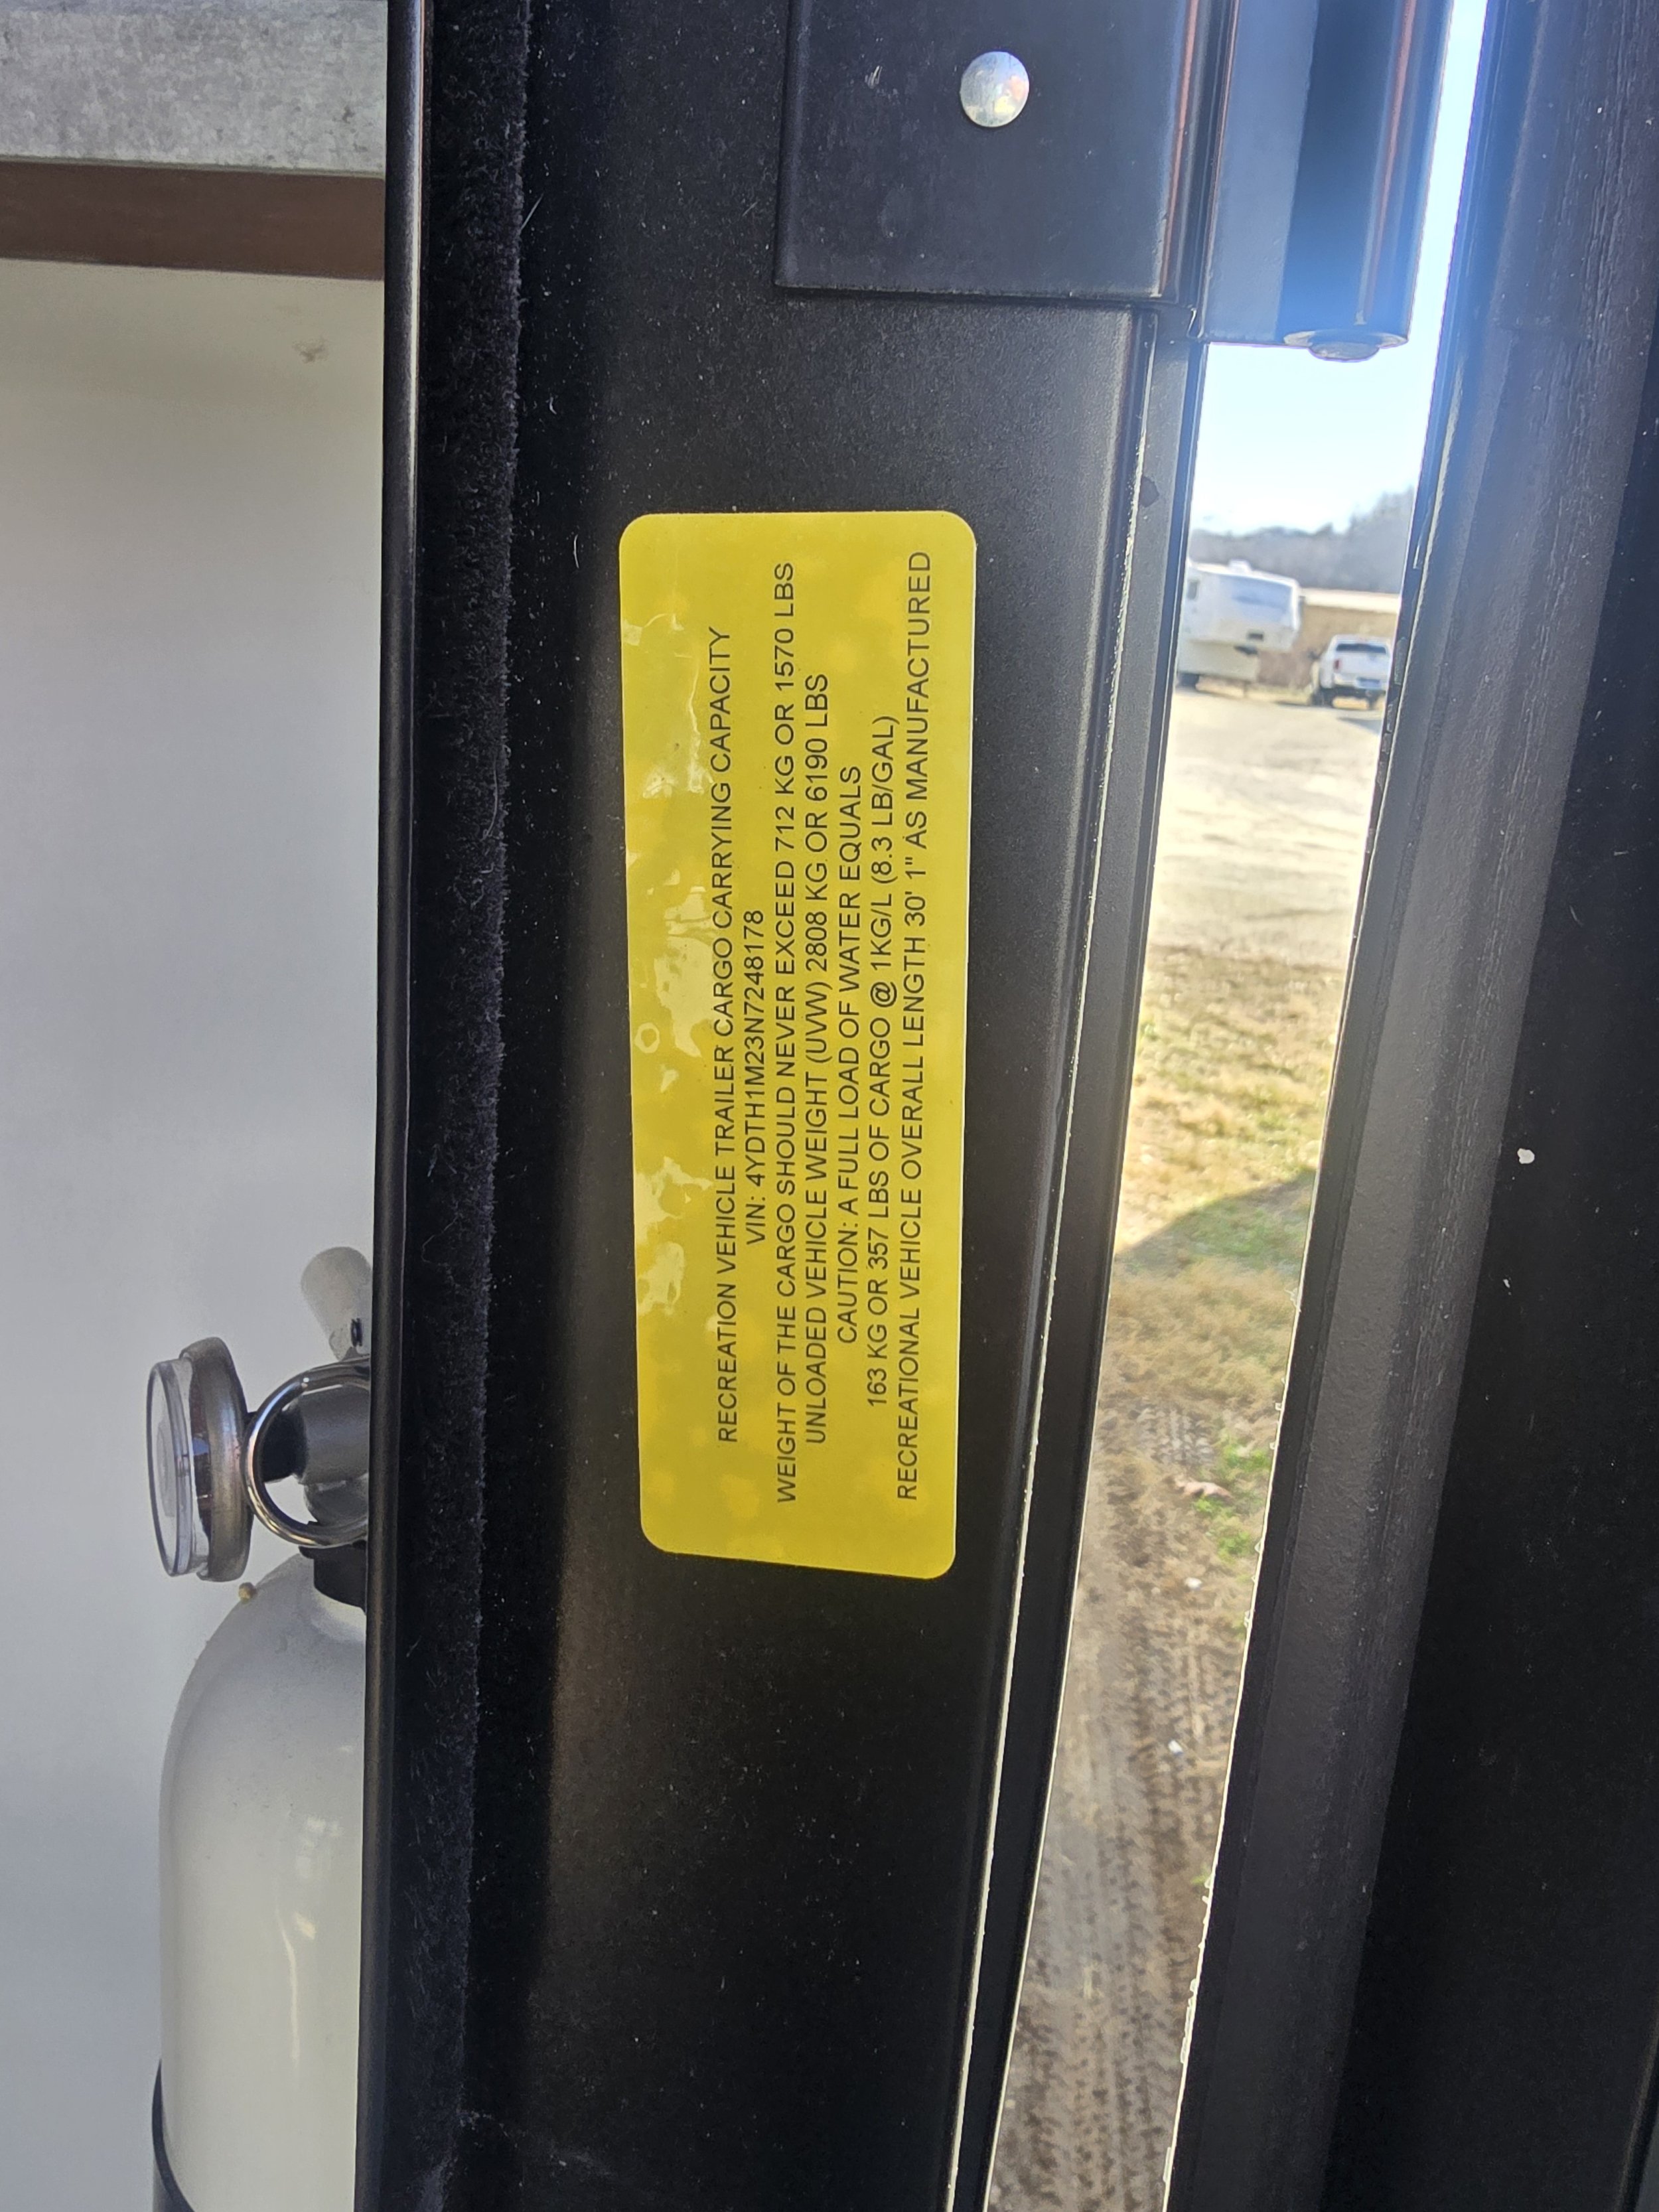 RECREATION VEHICLE TRAILER CARGO CARRYING CAPACITY
VIN: 4YDTH1M23N7248178
WEIGHT OF THE CARGO SHOULD NEVER EXCEED 712 KG OR 1570 LBS
UNLOADED VEHICLE WEIGHT (UVW) 2808 KG OR 6190 LBS
CAUTION: A FULL LOAD OF WATER EQUALS
163 KG OR 357 LBS OF CARGO @ 1KG/L (8.3 LB/GAL)
RECREATIONAL VEHICLE OVERALL LENGTH 30' 1" AS MANUFACTURED